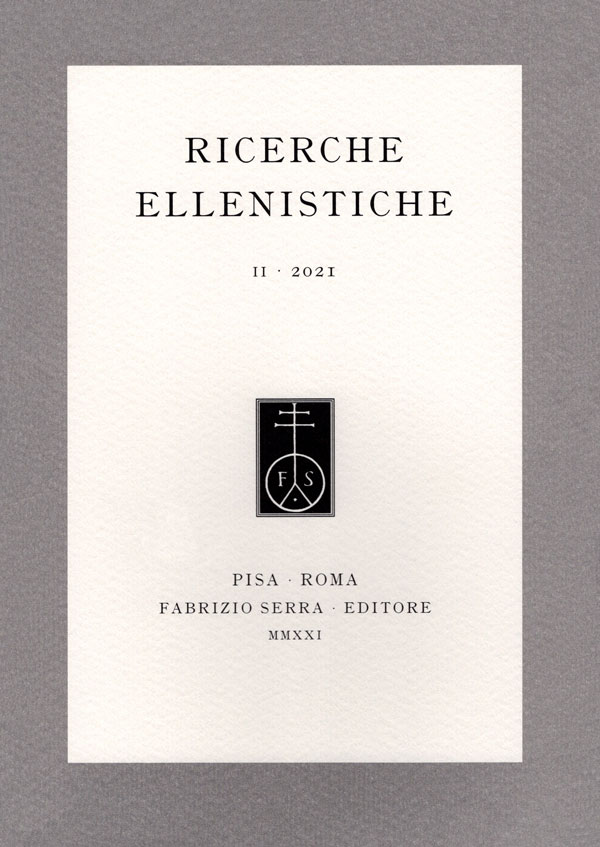 RICERCHE
ELLENISTICHE
II · 2021
F S
PISA · ROMA
FABRIZIO SERRA · EDITORE
MMXXI